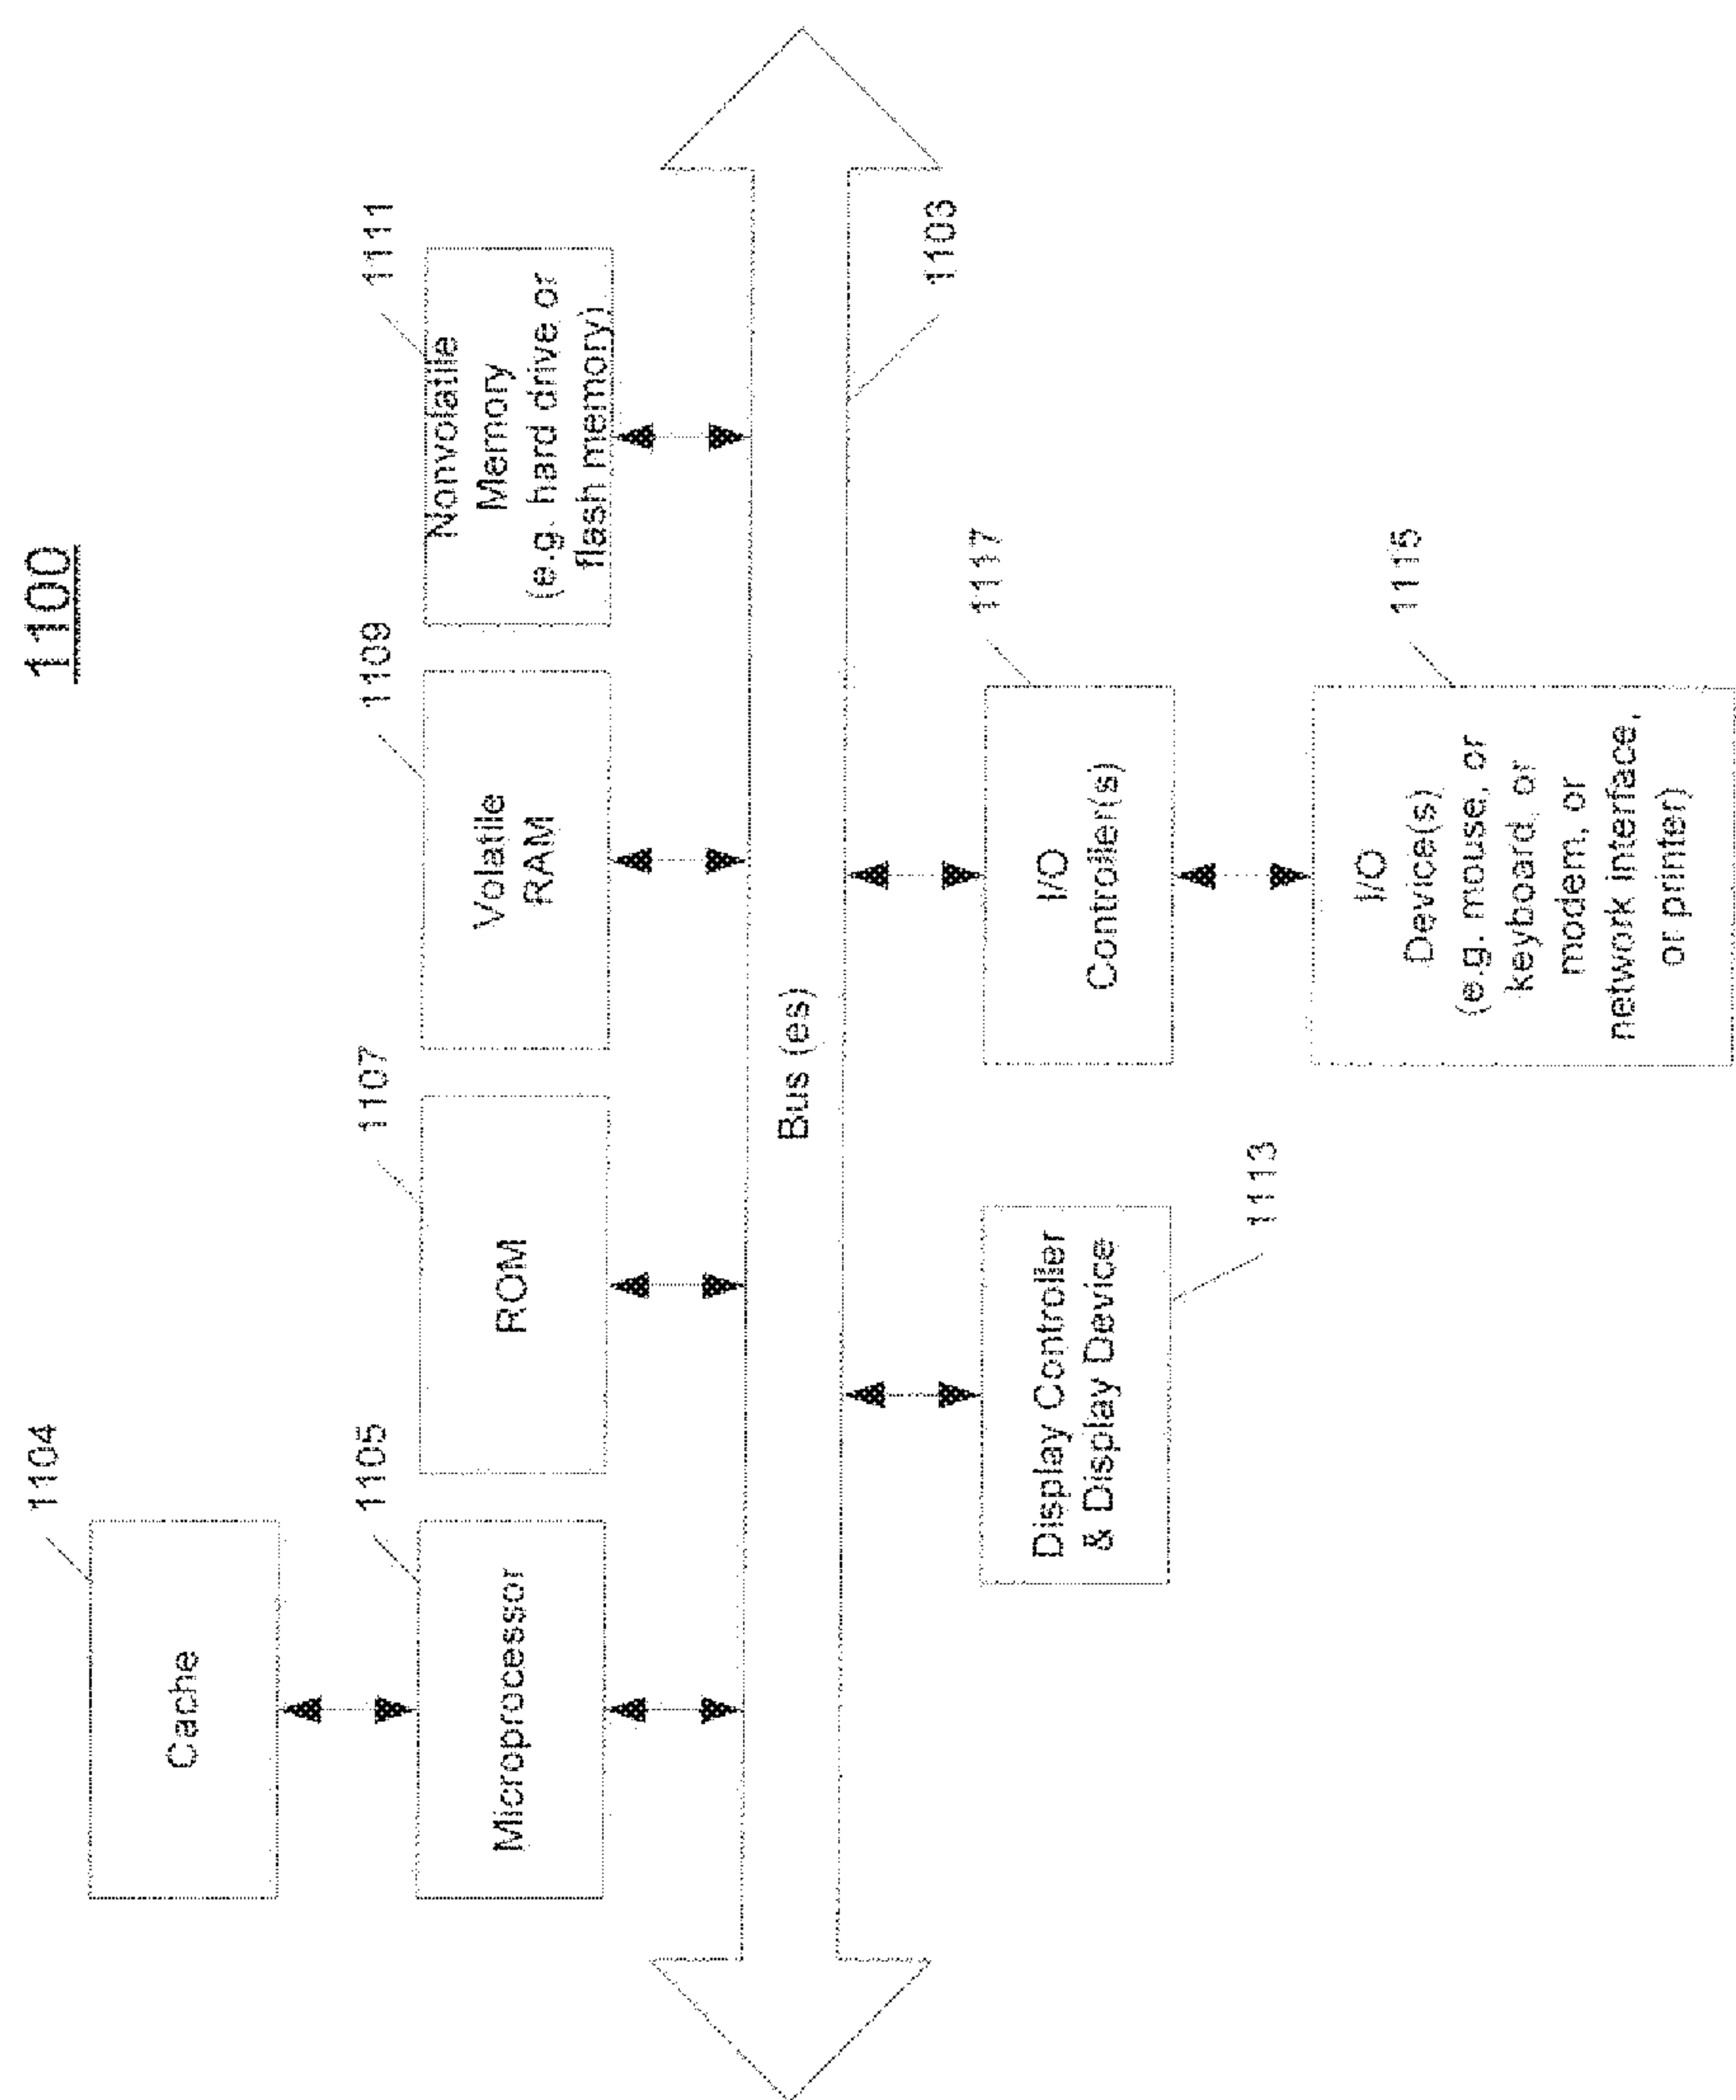 1100
1104
Cache
1105
Microprocessor
1107
ROM
1109
Volatile
RAM
1111
Nonvolatile
Memory
(e.g. hard drive or
flash memory)
Bus (es)
1103
1113
Display Controller
& Display Device
1117
I/O
Controller(s)
1115
I/O
Device(s)
(e.g. mouse, or
keyboard, or
modem, or
network interface,
or printer)